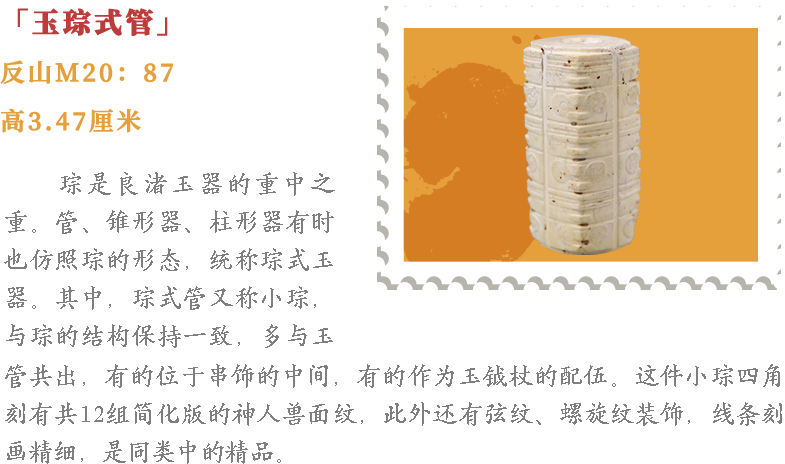 「玉琮式管」
反山M20：87
高3.47厘米
琮是良渚玉器的重中之
重。管、锥形器、柱形器有时
也仿照琮的形态，统称琮式玉
器。其中，琮式管又称小琮，
与琮的结构保持一致，多与玉
管共出，有的位于串饰的中间，有的作为玉钺杖的配伍。这件小琮四角
刻有共12组简化版的神人兽面纹，此外还有弦纹、螺旋纹装饰，线条刻
画精细，是同类中的精品。